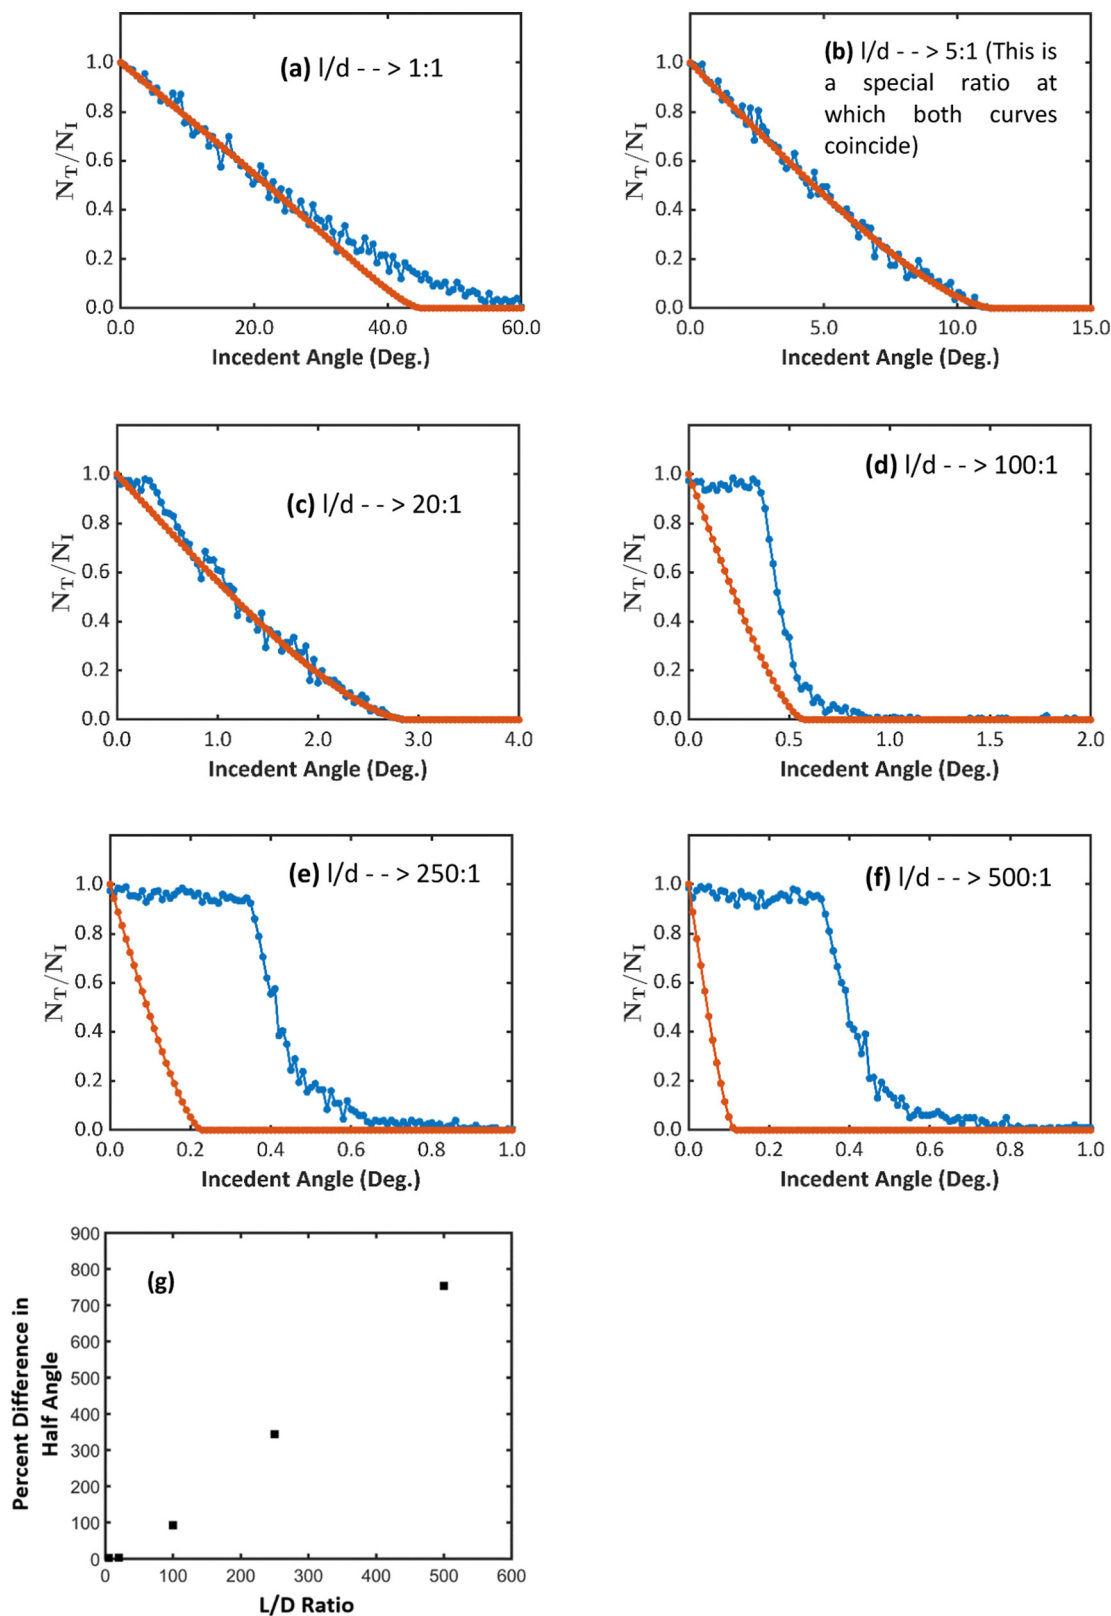 (a) l/d - - > 1:1
1.0
0.8
0.6
0.4
0.2
0.0
N_T/N_I
0.0 20.0 40.0 60.0
Incedent Angle (Deg.)
(b) l/d - - > 5:1 (This is
a special ratio at
which both curves
coincide)
1.0
0.8
0.6
0.4
0.2
0.0
N_T/N_I
0.0 5.0 10.0 15.0
Incedent Angle (Deg.)
(c) l/d - - > 20:1
1.0
0.8
0.6
0.4
0.2
0.0
N_T/N_I
0.0 1.0 2.0 3.0 4.0
Incedent Angle (Deg.)
(d) l/d - - > 100:1
1.0
0.8
0.6
0.4
0.2
0.0
N_T/N_I
0.0 0.5 1.0 1.5 2.0
Incedent Angle (Deg.)
(e) l/d - - > 250:1
1.0
0.8
0.6
0.4
0.2
0.0
N_T/N_I
0.0 0.2 0.4 0.6 0.8 1.0
Incedent Angle (Deg.)
(f) l/d - - > 500:1
1.0
0.8
0.6
0.4
0.2
0.0
N_T/N_I
0.0 0.2 0.4 0.6 0.8 1.0
Incedent Angle (Deg.)
(g)
900
800
700
600
500
400
300
200
100
0
Percent Difference in
Half Angle
0 100 200 300 400 500 600
L/D Ratio